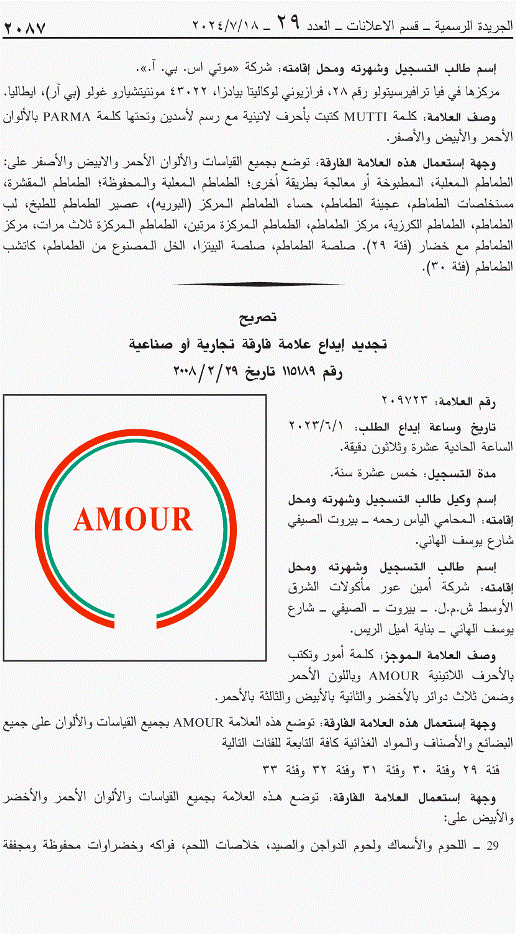 الجريدة الرسمية ــ قسم الاعلانات ــ العدد ٢٩ ــ ٢٠٢٤/٧/١٨ ٢٠٨٧
إسم طالب التسجيل وشهرته ومحل إقامته: شركة «موتي اس. بي. آ.».
مركزها في فيا ترافيرسيتولو رقم ٢٨، فرازيوني لوكاليتا بيادزا، ٤٣٠٢٢ مونتيتشيارو غولو (بي آر)، ايطاليا.
وصف العلامة: كلمة MUTTI كتبت بأحرف لاتينية مع رسم لأسدين وتحتها كلمة PARMA بالألوان
الأحمر والأبيض والأصفر.
وجهة إستعمال هذه العلامة الفارقة: توضع بجميع القياسات والألوان الأحمر والابيض والأصفر على:
الطماطم المعلبة، المطبوخة أو معالجة بطريقة أخرى؛ الطماطم المعلبة والمحفوظة؛ الطماطم المقشرة،
مستخلصات الطماطم، عجينة الطماطم، حساء الطماطم المركز (البوريه)، عصير الطماطم للطبخ، لب
الطماطم، الطماطم الكرزية، مركز الطماطم، الطماطم المركزة مرتين، الطماطم المركزة ثلاث مرات، مركز
الطماطم مع خضار (فئة ٢٩). صلصة الطماطم، صلصة البيتزا، الخل المصنوع من الطماطم، كاتشب
الطماطم (فئة ٣٠).
تصريح
تجديد إيداع علامة فارقة تجارية أو صناعية
رقم ١١٥١٨٩ تاريخ ٢٠٠٨/٢/٢٩
AMOUR
رقم العلامة: ٢٠٩٧٢٣
تاريخ وساعة إيداع الطلب: ٢٠٢٣/٦/١
الساعة الحادية عشرة وثلاثون دقيقة.
مدة التسجيل: خمس عشرة سنة.
إسم وكيل طالب التسجيل وشهرته ومحل
إقامته: المحامي الياس رحمه ــ بيروت الصيفي
شارع يوسف الهاني.
إسم طالب التسجيل وشهرته ومحل
إقامته: شركة أمين عور مأكولات الشرق
الأوسط ش.م.ل. ــ بيروت ــ الصيفي ــ شارع
يوسف الهاني ــ بناية اميل الريس.
وصف العلامة الموجز: كلمة أمور وتكتب
بالأحرف اللاتينية AMOUR وباللون الأحمر
وضمن ثلاث دوائر بالأخضر والثانية بالأبيض والثالثة بالأحمر.
وجهة إستعمال هذه العلامة الفارقة: توضع هذه العلامة AMOUR بجميع القياسات والألوان على جميع
البضائع والأصناف والمواد الغذائية كافة التابعة للفئات التالية
فئة ٢٩ وفئة ٣٠ وفئة ٣١ وفئة ٣٢ وفئة ٣٣
وجهة إستعمال العلامة الفارقة: توضع هذه العلامة بجميع القياسات والألوان الأحمر والأخضر
والأبيض على:
29 ــ اللحوم والأسماك ولحوم الدواجن والصيد، خلاصات اللحم، فواكه وخضراوات محفوظة ومجففة